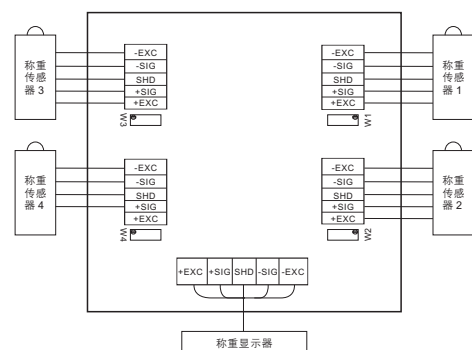 称重
传感
器 3
-EXC
-SIG
SHD
+SIG
+EXC
W3
-EXC
-SIG
SHD
+SIG
+EXC
W1
称重
传感
器 1
称重
传感
器 4
-EXC
-SIG
SHD
+SIG
+EXC
W4
-EXC
-SIG
SHD
+SIG
+EXC
W2
称重
传感
器 2
+EXC +SIG SHD -SIG -EXC
称重显示器